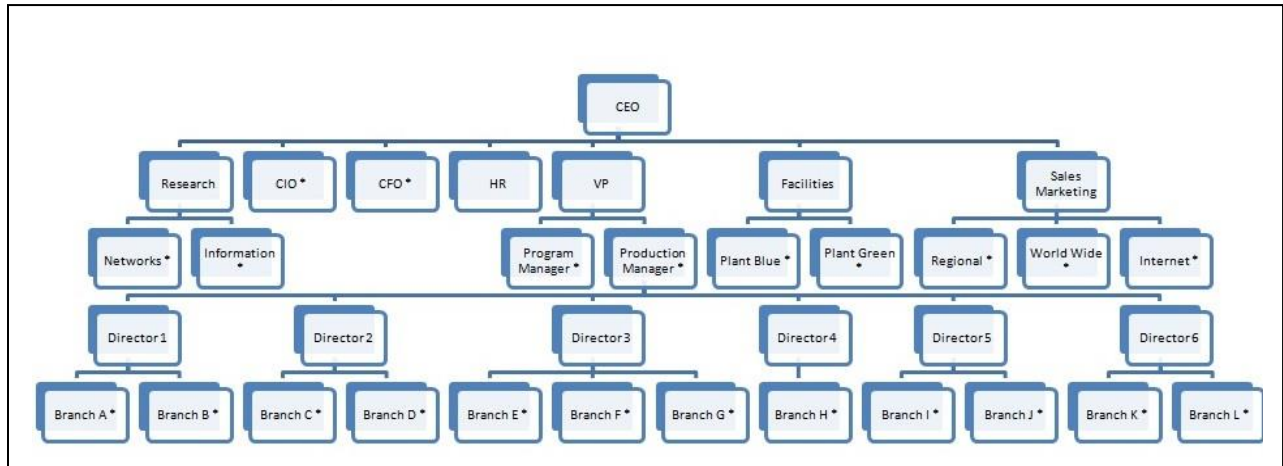 CEO
Research
CIO *
CFO *
HR
VP
Facilities
Sales
Marketing
Networks *
Information
*
Program
Manager *
Production
Manager *
Plant Blue *
Plant Green
*
Regional *
World Wide
*
Internet *
Director1
Director2
Director3
Director4
Director5
Director6
Branch A *
Branch B *
Branch C *
Branch D *
Branch E *
Branch F *
Branch G *
Branch H *
Branch I *
Branch J *
Branch K *
Branch L *